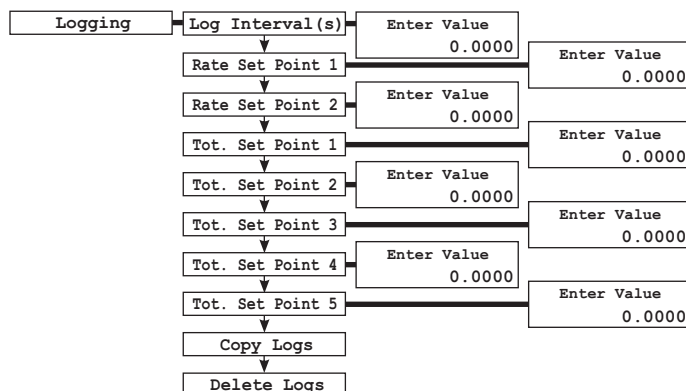 Logging
Log Interval(s)
Enter Value
0.0000
Rate Set Point 1
Enter Value
0.0000
Rate Set Point 2
Enter Value
0.0000
Tot. Set Point 1
Enter Value
0.0000
Tot. Set Point 2
Enter Value
0.0000
Tot. Set Point 3
Enter Value
0.0000
Tot. Set Point 4
Enter Value
0.0000
Tot. Set Point 5
Enter Value
0.0000
Copy Logs
Delete Logs